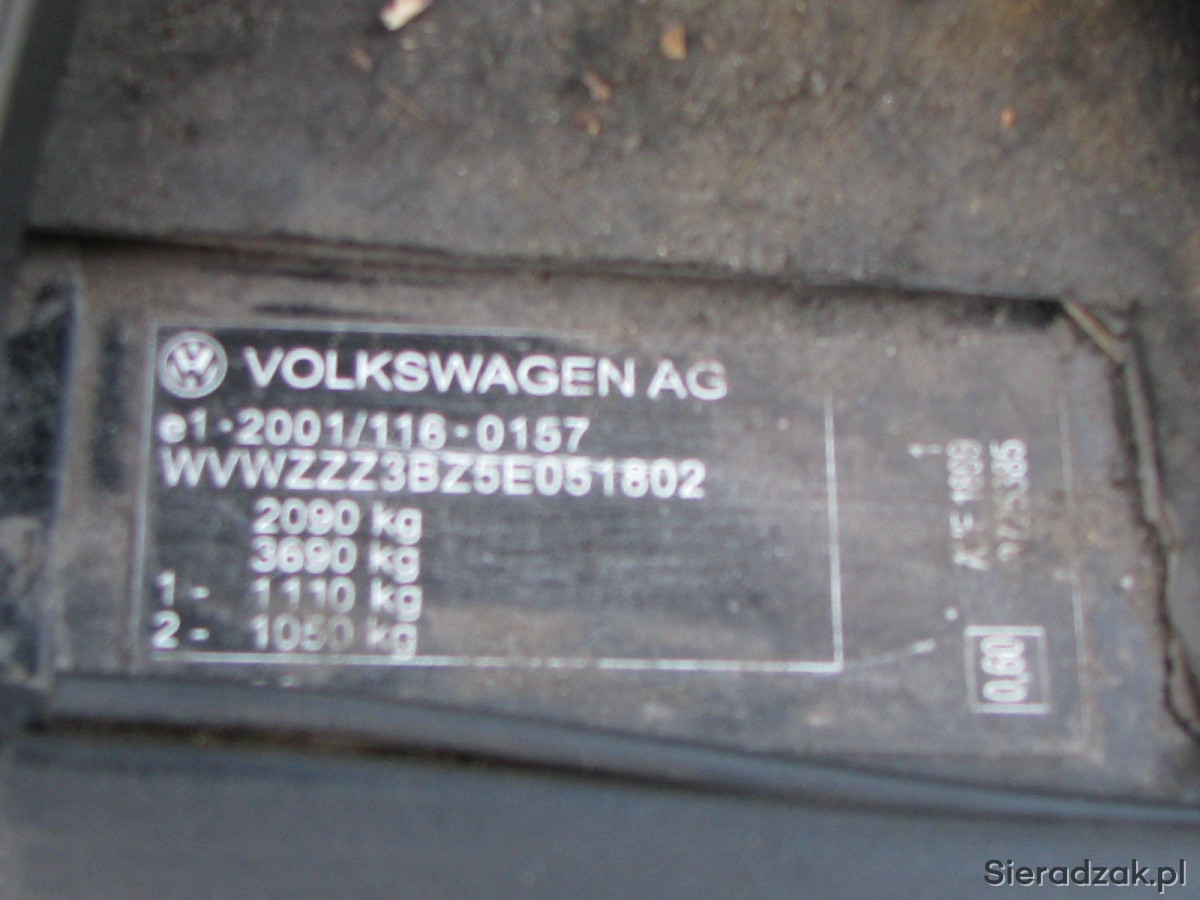 VOLKSWAGEN AG
e1·2001/116·0157
WVWZZZ3BZ5E051802
2090 kg
3690 kg
1 - 1110 kg
2 - 1050 kg
1
0.60
Sieradzak.pl